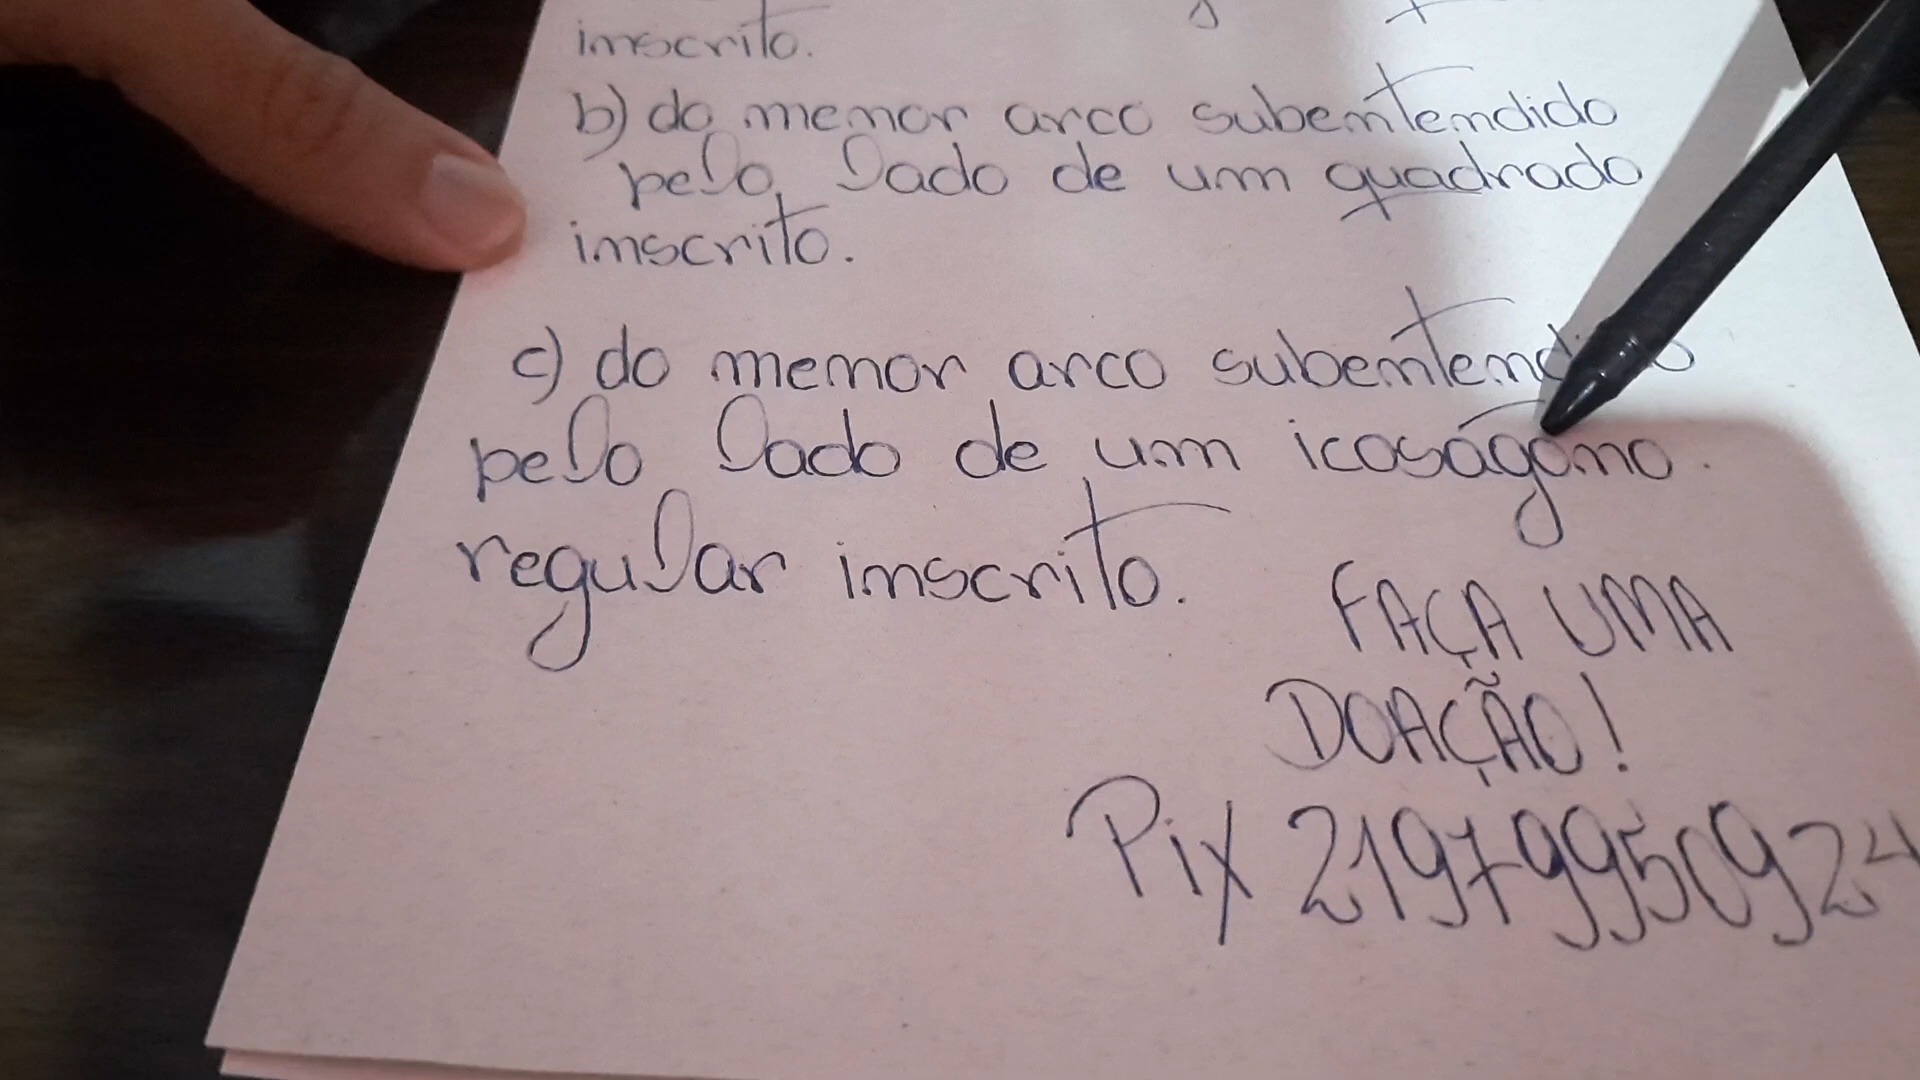 inscrito.
b) do menor arco subentendido
pelo lado de um quadrado
inscrito.
c) do menor arco
pelo lado de um icoságono.
regular inscrito.
FAÇA UMA
DOAÇÃO!
Pix 21979950924